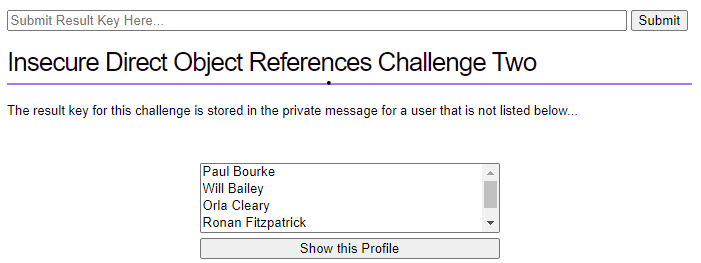 Submit Result Key Here... Submit
Insecure Direct Object References Challenge Two
The result key for this challenge is stored in the private message for a user that is not listed below...
Paul Bourke
Will Bailey
Orla Cleary
Ronan Fitzpatrick
Show this Profile